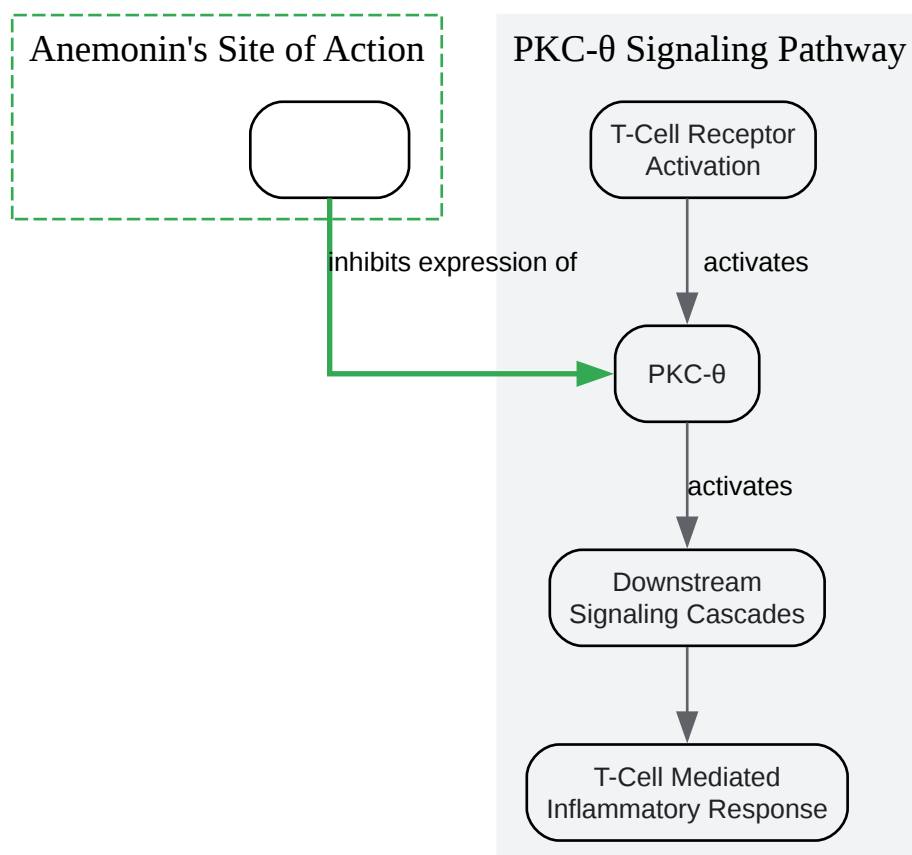 Anemonin's Site of Action
PKC-θ Signaling Pathway
T-Cell Receptor
Activation
inhibits expression of
activates
PKC-θ
activates
Downstream
Signaling Cascades
T-Cell Mediated
Inflammatory Response